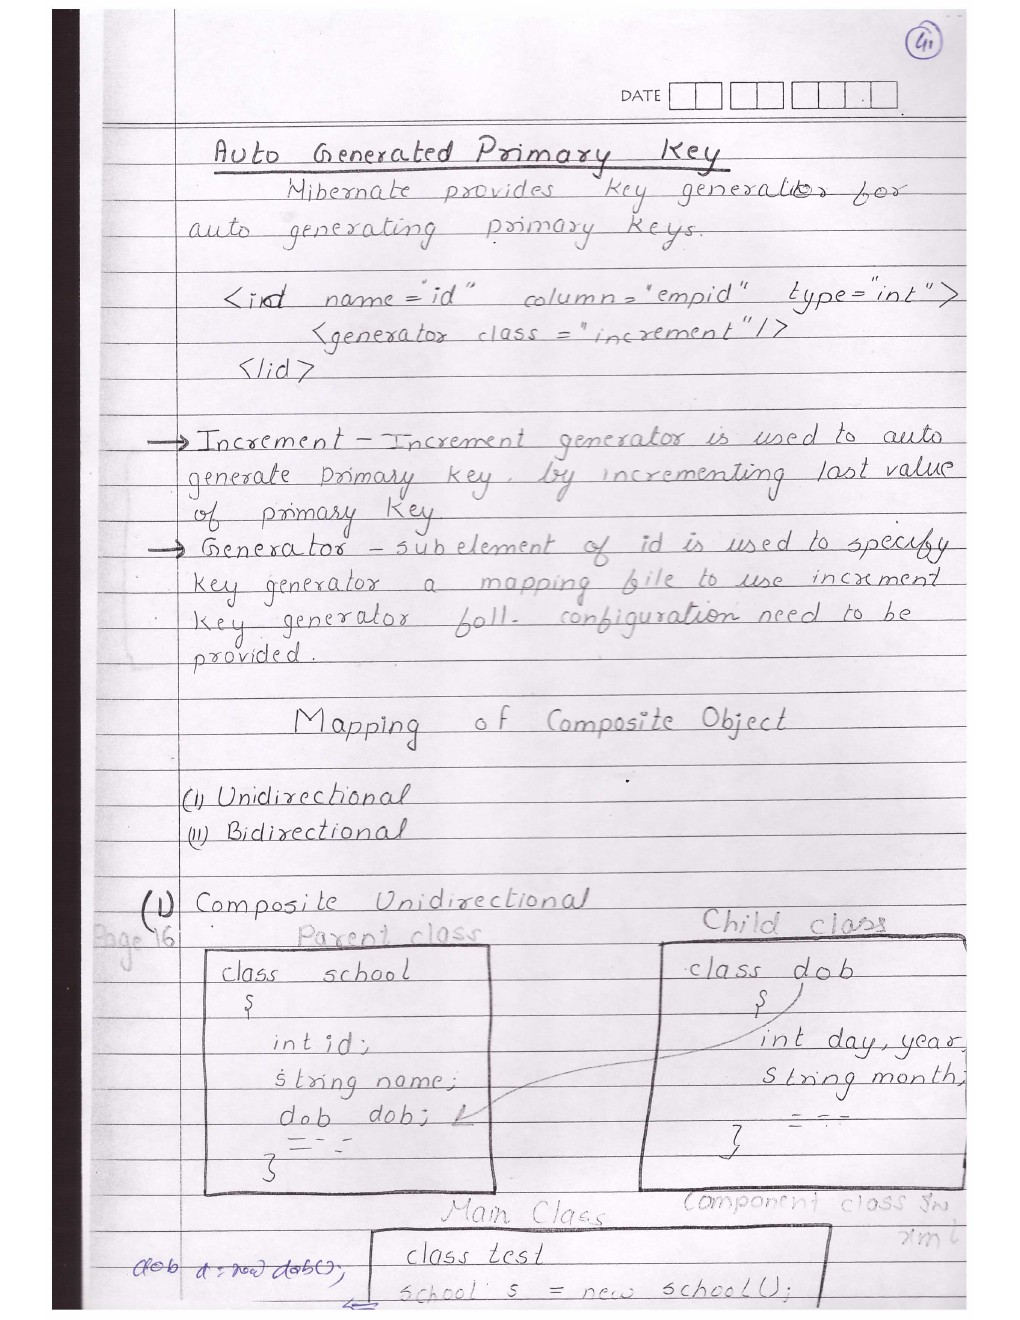 41
DATE
Auto Generated Primary Key
Hibernate provides key generator for
auto generating primary keys.
<id name = "id" column = "empid" type = "int">
<generator class = "increment"/>
</id>
→ Increment - Increment generator is used to auto
generate primary key. by incrementing last value
of primary key
→ Generator - sub element of id is used to specify
key generator a mapping file to use increment
key generator foll. configuration need to be
provided.
Mapping of Composite Object
(I) Unidirectional
(II) Bidirectional
(I) Composite Unidirectional
Page 16
Parent class
Child class
class school
{
int id;
string name;
dob dob;
= - -
}
class dob
{
int day, year,
String month;
= - -
}
Main Class
Component class in
xml
class test
school s = new school();
dob d = new dob();